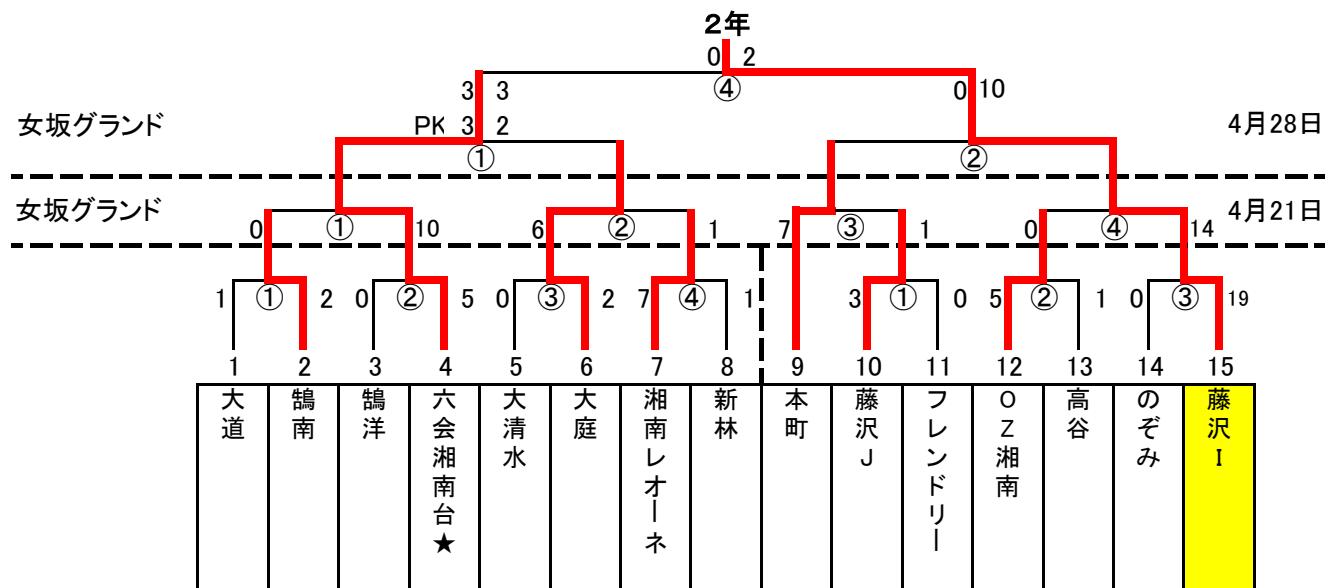 2年
0 2
④
3 3 0 10
女坂グランド PK 3 2 4月28日
① ②
女坂グランド 4月21日
0 ① 10 6 ② 1 7 ③ 1 0 ④ 14
1 ① 2 0 ② 5 0 ③ 2 7 ④ 1 3 ① 0 5 ② 1 0 ③ 19
1 2 3 4 5 6 7 8 9 10 11 12 13 14 15
大道
鵠南
鵠洋
六会湘南台★
大清水
大庭
湘南レオーネ
新林
本町
藤沢J
フレンドリー
OZ湘南
高谷
のぞみ
藤沢I